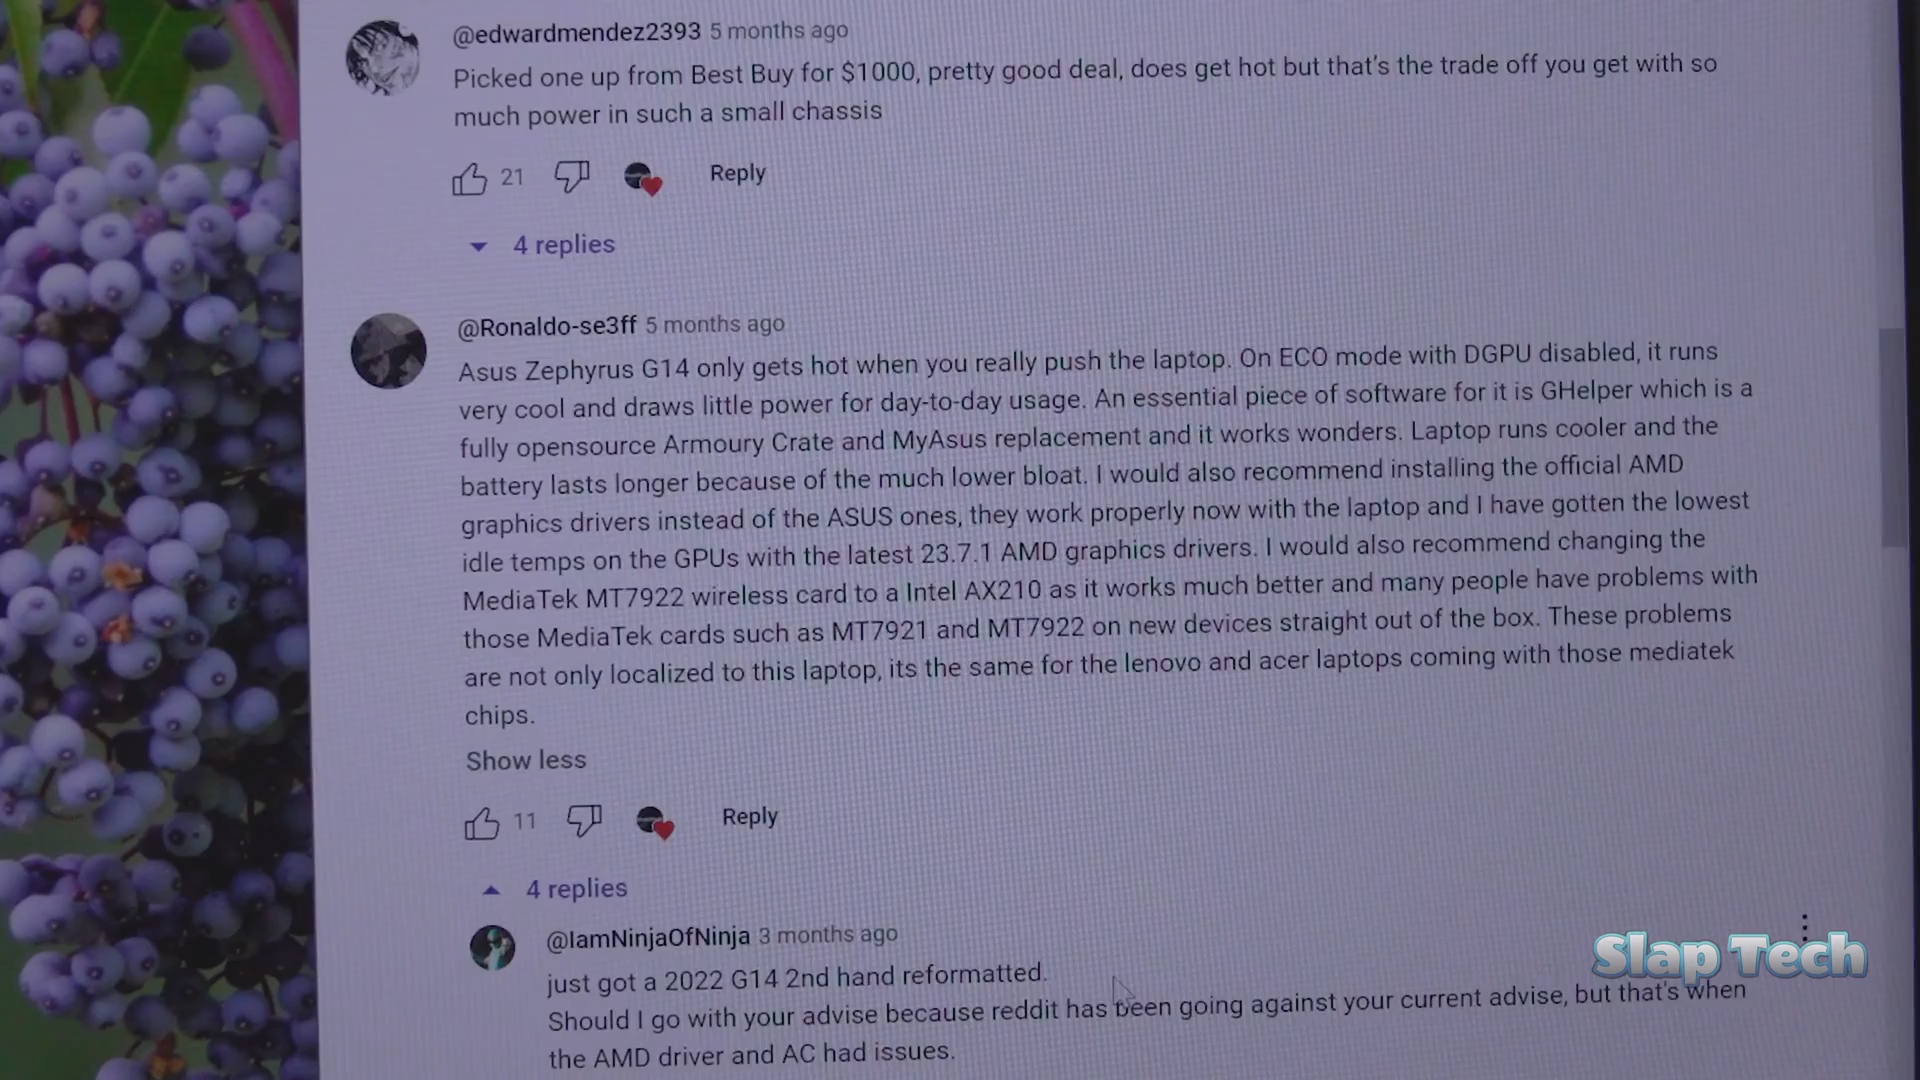 @edwardmendez2393 5 months ago
Picked one up from Best Buy for $1000, pretty good deal, does get hot but that's the trade off you get with so
much power in such a small chassis
21 Reply
4 replies
@Ronaldo-se3ff 5 months ago
Asus Zephyrus G14 only gets hot when you really push the laptop. On ECO mode with DGPU disabled, it runs
very cool and draws little power for day-to-day usage. An essential piece of software for it is GHelper which is a
fully opensource Armoury Crate and MyAsus replacement and it works wonders. Laptop runs cooler and the
battery lasts longer because of the much lower bloat. I would also recommend installing the official AMD
graphics drivers instead of the ASUS ones, they work properly now with the laptop and I have gotten the lowest
idle temps on the GPUs with the latest 23.7.1 AMD graphics drivers. I would also recommend changing the
MediaTek MT7922 wireless card to a Intel AX210 as it works much better and many people have problems with
those MediaTek cards such as MT7921 and MT7922 on new devices straight out of the box. These problems
are not only localized to this laptop, its the same for the lenovo and acer laptops coming with those mediatek
chips.
Show less
11 Reply
4 replies
@IamNinjaOfNinja 3 months ago
just got a 2022 G14 2nd hand reformatted.
Should I go with your advise because reddit has been going against your current advise, but that's when
the AMD driver and AC had issues.
Slap Tech